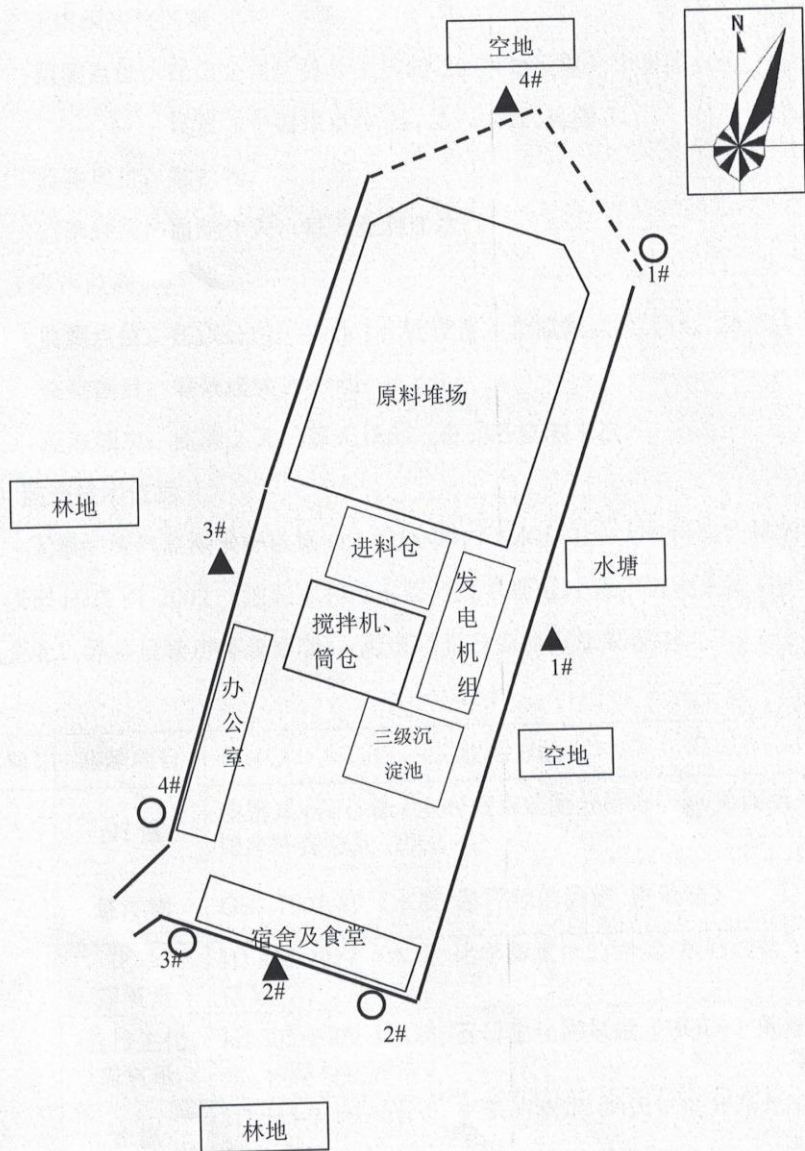 空地
N
4#
1#
原料堆场
林地
3#
进料仓
水塘
发电机组
搅拌机、
筒仓
1#
办公室
三级沉
淀池
空地
4#
宿舍及食堂
3#
2#
2#
林地